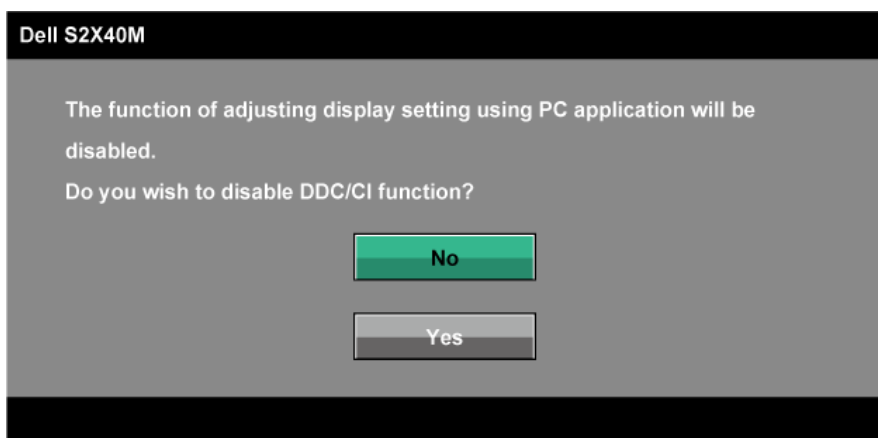 Dell S2X40M
The function of adjusting display setting using PC application will be
disabled.
Do you wish to disable DDC/CI function?
No
Yes